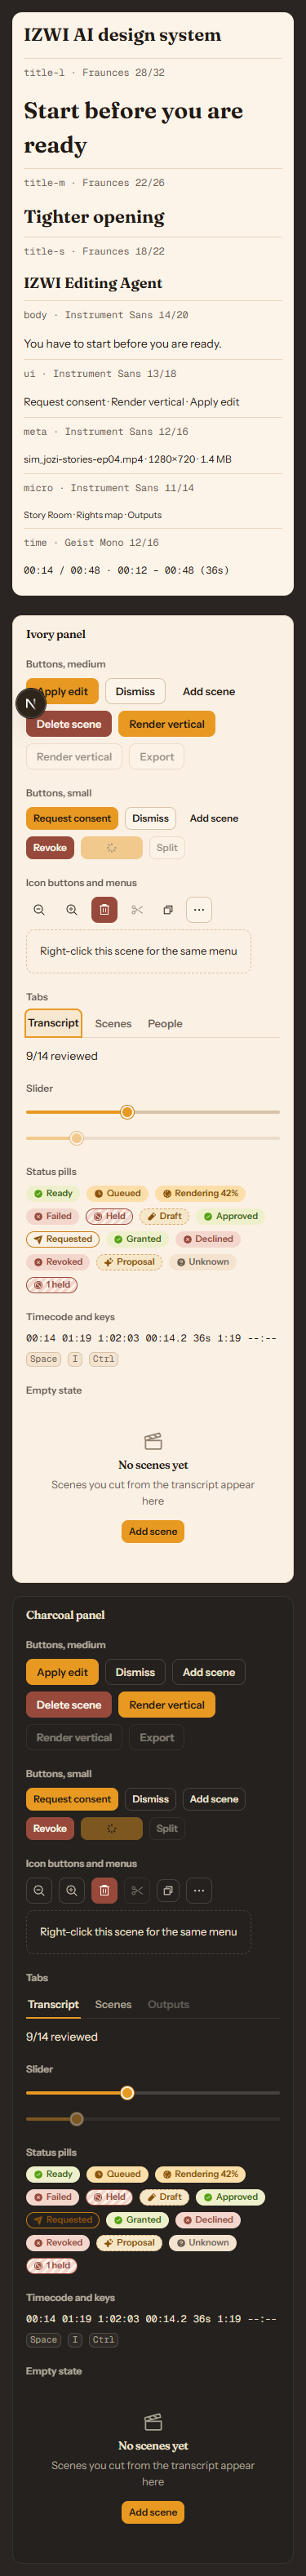 IZWI AI design system
title-l · Fraunces 28/32
Start before you are
ready
title-m · Fraunces 22/26
Tighter opening
title-s · Fraunces 18/22
IZWI Editing Agent
body · Instrument Sans 14/20
You have to start before you are ready.
ui · Instrument Sans 13/18
Request consent · Render vertical · Apply edit
meta · Instrument Sans 12/16
sim_jozi-stories-ep04.mp4 · 1280×720 · 1.4 MB
micro · Instrument Sans 11/14
Story Room · Rights map · Outputs
time · Geist Mono 12/16
00:14 / 00:48 · 00:12 – 00:48 (36s)
Ivory panel
Buttons, medium
Apply edit Dismiss Add scene
N
Delete scene Render vertical
Render vertical Export
Buttons, small
Request consent Dismiss Add scene
Revoke Split
Icon buttons and menus
Right-click this scene for the same menu
Tabs
Transcript Scenes People
9/14 reviewed
Slider
Status pills
Ready Queued Rendering 42%
Failed Held Draft Approved
Requested Granted Declined
Revoked Proposal Unknown
1 held
Timecode and keys
00:14 01:19 1:02:03 00:14.2 36s 1:19 --:--
Space I Ctrl
Empty state
No scenes yet
Scenes you cut from the transcript appear
here
Add scene
Charcoal panel
Buttons, medium
Apply edit Dismiss Add scene
Delete scene Render vertical
Render vertical Export
Buttons, small
Request consent Dismiss Add scene
Revoke Split
Icon buttons and menus
Right-click this scene for the same menu
Tabs
Transcript Scenes Outputs
9/14 reviewed
Slider
Status pills
Ready Queued Rendering 42%
Failed Held Draft Approved
Requested Granted Declined
Revoked Proposal Unknown
1 held
Timecode and keys
00:14 01:19 1:02:03 00:14.2 36s 1:19 --:--
Space I Ctrl
Empty state
No scenes yet
Scenes you cut from the transcript appear
here
Add scene